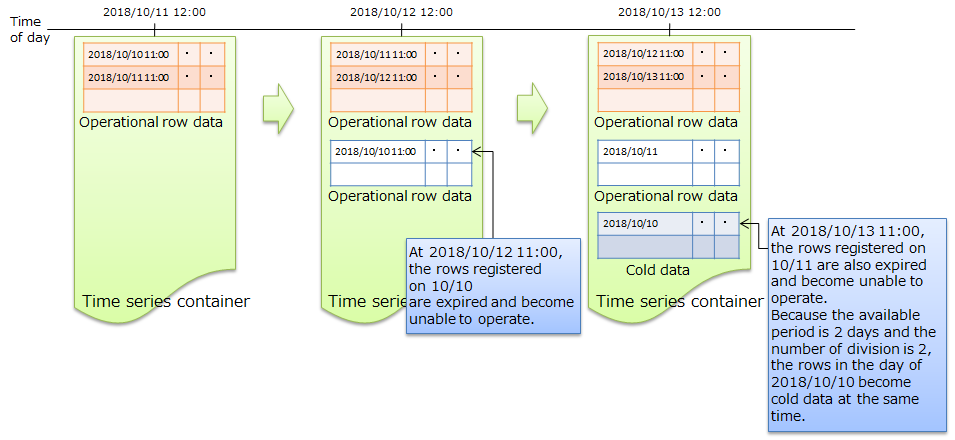 Time
of day
2018/10/11 12:00
2018/10/12 12:00
2018/10/13 12:00
2018/10/10 11:00 ・ ・
2018/10/11 11:00 ・ ・
Operational row data
Time series container
2018/10/11 11:00 ・ ・
2018/10/12 11:00 ・ ・
Operational row data
2018/10/10 11:00 ・ ・
Operational row data
Time se
At 2018/10/12 11:00,
the rows registered
on 10/10
are expired and become
unable to operate.
2018/10/12 11:00 ・ ・
2018/10/13 11:00 ・ ・
Operational row data
2018/10/11 ・ ・
Operational row data
2018/10/10 ・ ・
Cold data
Time series container
At 2018/10/13 11:00,
the rows registered on
10/11 are also expired
and become unable to
operate.
Because the available
period is 2 days and the
number of division is 2,
the rows in the day of
2018/10/10 become
cold data at the same
time.